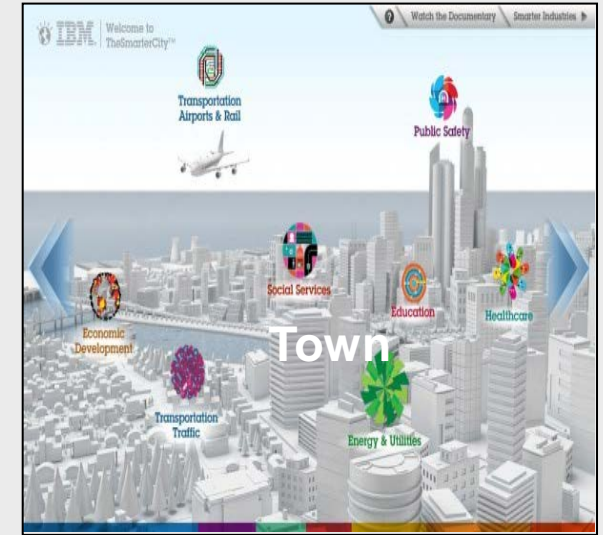 IBM
Welcome to
TheSmarterCity™
? Watch the Documentary Smarter Industries
Transportation
Airports & Rail
Public Safety
Social Services
Education
Healthcare
Economic
Development
Town
Transportation
Traffic
Energy & Utilities